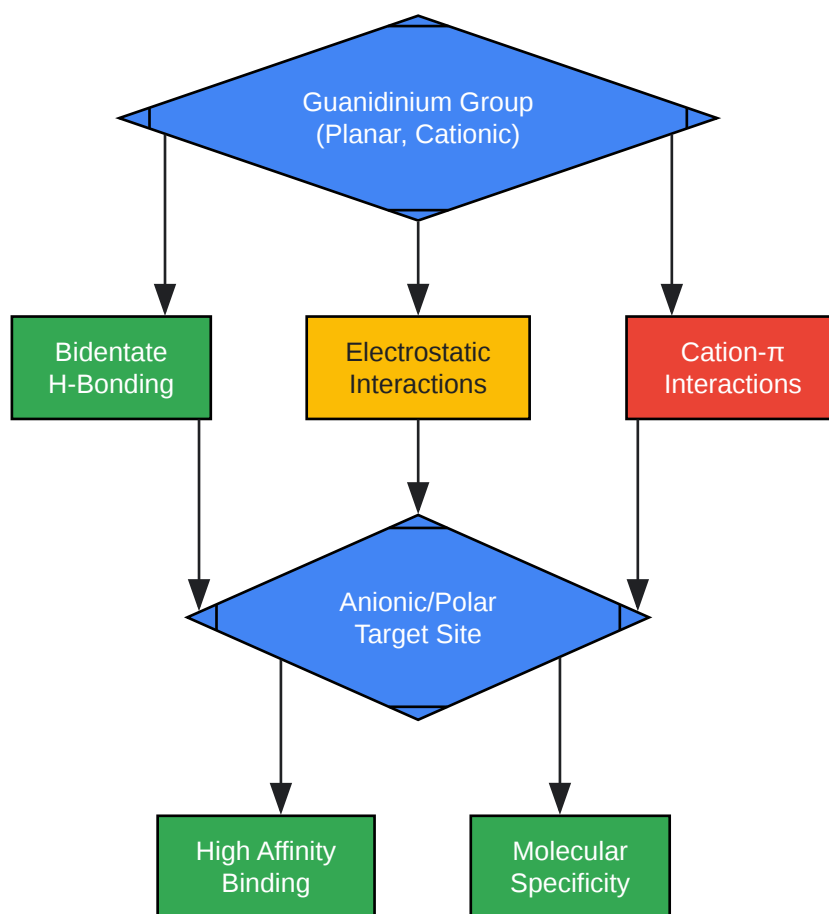 Guanidinium Group
(Planar, Cationic)
Bidentate
H-Bonding
Electrostatic
Interactions
Cation-π
Interactions
Anionic/Polar
Target Site
High Affinity
Binding
Molecular
Specificity